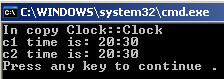 C:\WINDOWS\system32\cmd.exe
In copy Clock::Clock
c1 time is: 20:30
c2 time is: 20:30
Press any key to continue .